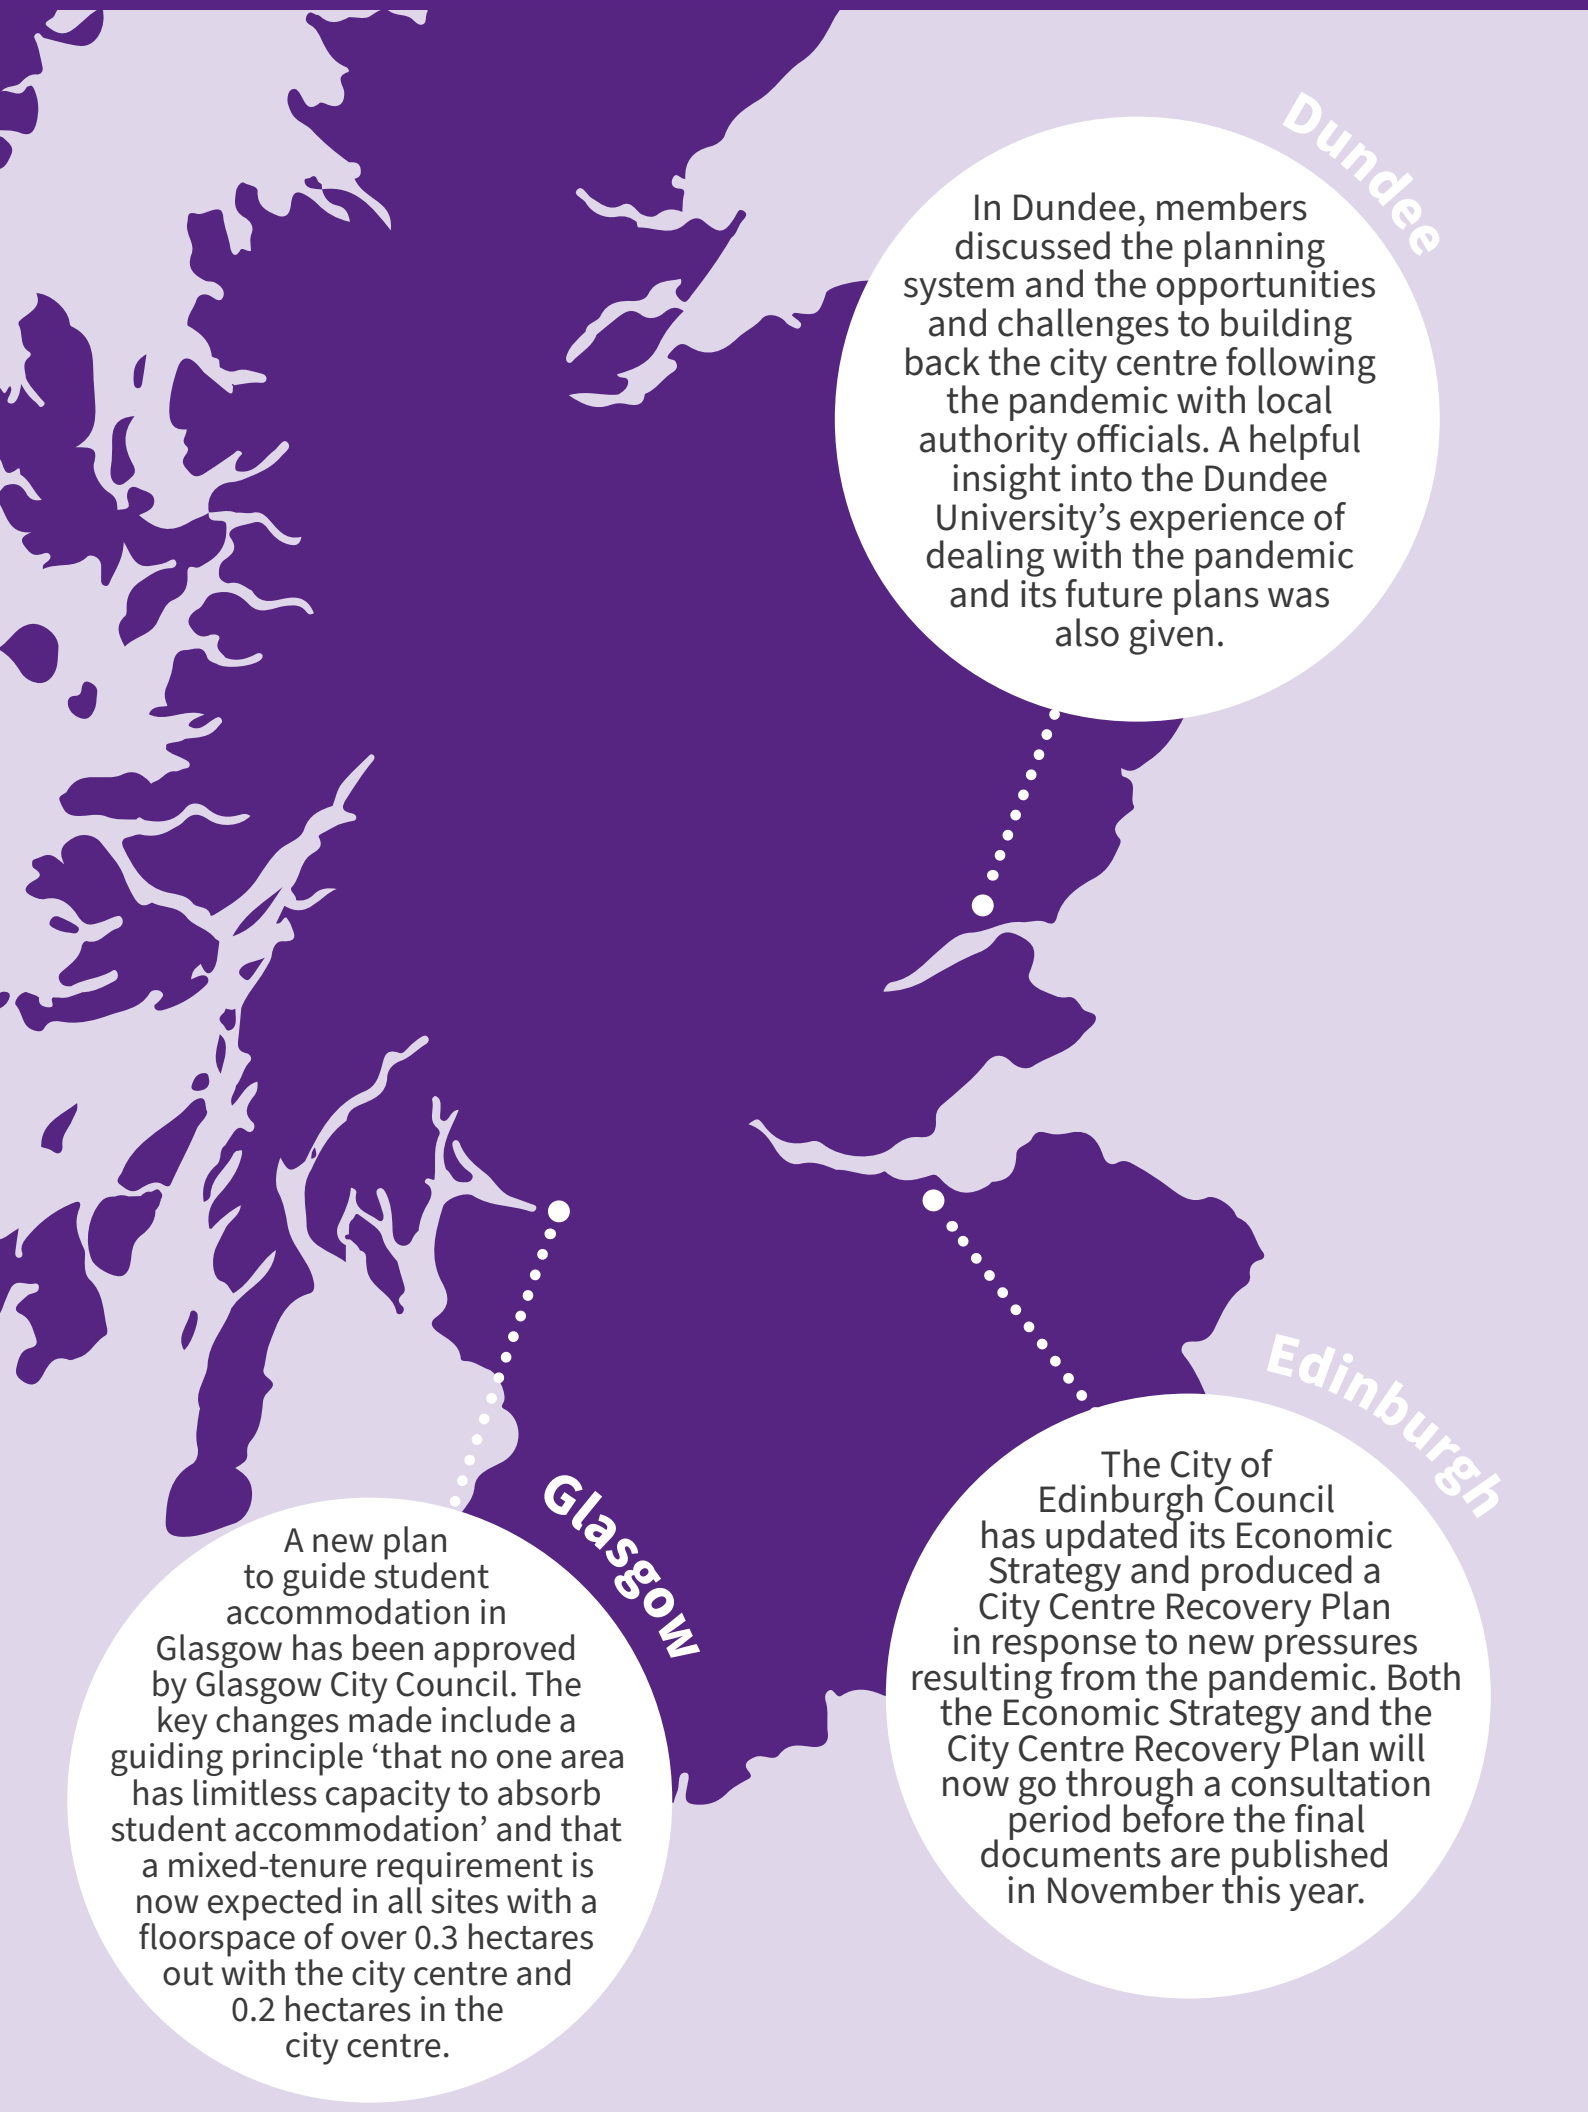 Dundee
In Dundee, members
discussed the planning
system and the opportunities
and challenges to building
back the city centre following
the pandemic with local
authority officials. A helpful
insight into the Dundee
University’s experience of
dealing with the pandemic
and its future plans was
also given.
Edinburgh
The City of
Edinburgh Council
has updated its Economic
Strategy and produced a
City Centre Recovery Plan
in response to new pressures
resulting from the pandemic. Both
the Economic Strategy and the
City Centre Recovery Plan will
now go through a consultation
period before the final
documents are published
in November this year.
Glasgow
A new plan
to guide student
accommodation in
Glasgow has been approved
by Glasgow City Council. The
key changes made include a
guiding principle ‘that no one area
has limitless capacity to absorb
student accommodation’ and that
a mixed-tenure requirement is
now expected in all sites with a
floorspace of over 0.3 hectares
out with the city centre and
0.2 hectares in the
city centre.